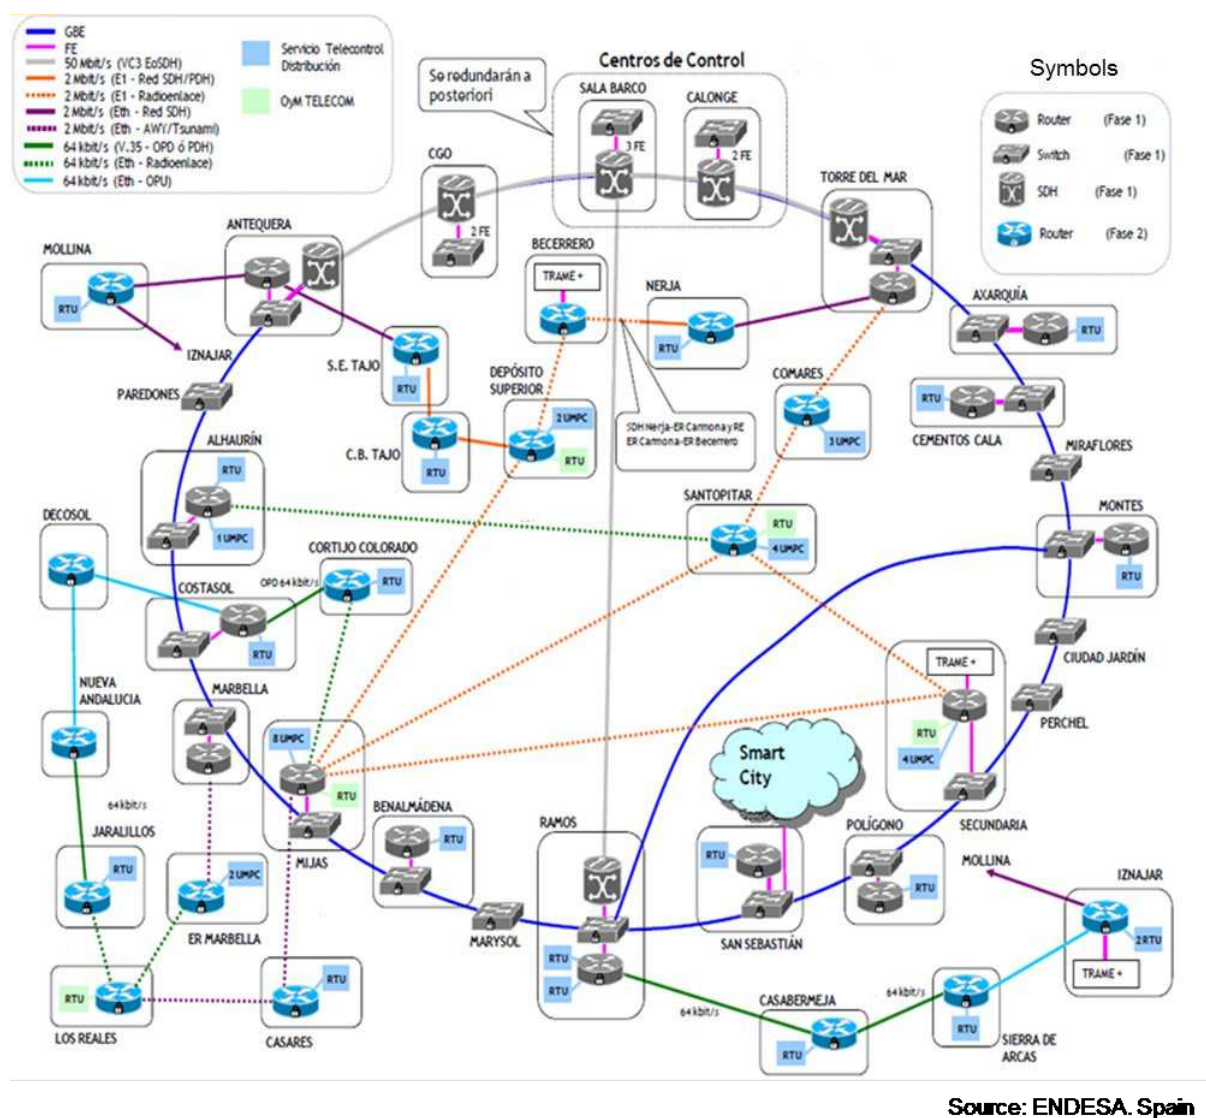 GBE
FE
50 Mbit/s (VC3 EoSDH)
2 Mbit/s (E1 - Red SDH/PDH)
2 Mbit/s (E1 - Radioenlace)
2 Mbit/s (Eth - Red SDH)
2 Mbit/s (Eth - AWY/Tsunami)
64 kbit/s (V.35 - OPD ó PDH)
64 kbit/s (Eth - Radioenlace)
64 kbit/s (Eth - OPU)
Servicio Telecontrol
Distribución
OyM TELECOM
Se redundarán a
posteriori
Centros de Control
SALA BARCO
3 FE
CALONGE
2 FE
Symbols
Router (Fase 1)
Switch (Fase 1)
SDH (Fase 1)
Router (Fase 2)
CGO
2 FE
TORRE DEL MAR
ANTEQUERA
MOLLINA
RTU
IZNAJAR
BECERRERO
TRAME +
NERJA
RTU
AXARQUÍA
RTU
S.E. TAJO
RTU
PAREDONES
DEPÓSITO
SUPERIOR
2 UMPC
RTU
COMARES
3 UMPC
RTU
CEMENTOS CALA
SDH Nerja-ER Carmona y RE
ER Carmona-ER Becerrero
C.B. TAJO
RTU
MIRAFLORES
ALHAURÍN
RTU
1 UMPC
SANTOPITAR
RTU
4 UMPC
MONTES
RTU
DECOSOL
CORTIJO COLORADO
OPD 64 kbit/s
RTU
COSTASOL
RTU
CIUDAD JARDÍN
NUEVA
ANDALUCIA
MARBELLA
TRAME +
RTU
4 UMPC
SECUNDARIA
PERCHEL
8 UMPC
RTU
MIJAS
Smart
City
64 kbit/s
JARALILLOS
RTU
BENALMÁDENA
RTU
RAMOS
RTU
RTU
RTU
SAN SEBASTIÁN
POLÍGONO
RTU
MOLLINA
IZNAJAR
2 RTU
TRAME +
2 UMPC
ER MARBELLA
MARYSOL
RTU
LOS REALES
RTU
CASARES
64 kbit/s
CASABERMEJA
RTU
64 kbit/s
RTU
SIERRA DE
ARCAS
Source: ENDESA. Spain